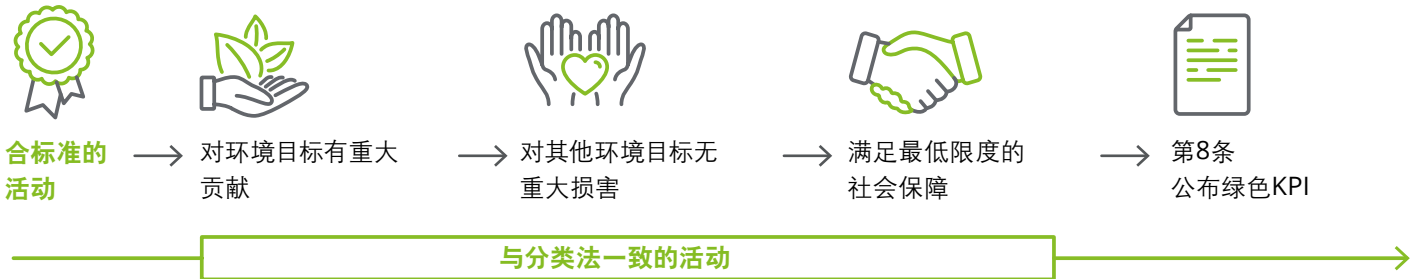 合标准的
活动
对环境目标有重大
贡献
对其他环境目标无
重大损害
满足最低限度的
社会保障
第8条
公布绿色KPI
与分类法一致的活动